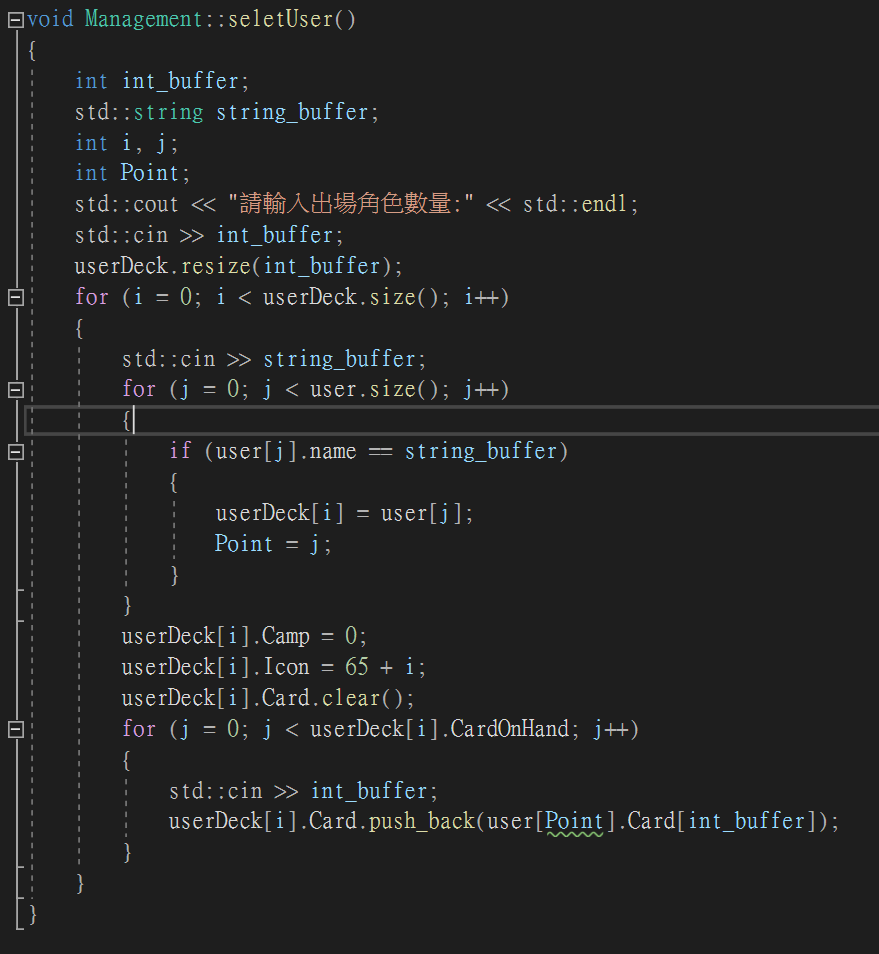 void Management::seletUser()
{
int int_buffer;
std::string string_buffer;
int i, j;
int Point;
std::cout << "請輸入出場角色數量:" << std::endl;
std::cin >> int_buffer;
userDeck.resize(int_buffer);
for (i = 0; i < userDeck.size(); i++)
{
std::cin >> string_buffer;
for (j = 0; j < user.size(); j++)
{
if (user[j].name == string_buffer)
{
userDeck[i] = user[j];
Point = j;
}
}
userDeck[i].Camp = 0;
userDeck[i].Icon = 65 + i;
userDeck[i].Card.clear();
for (j = 0; j < userDeck[i].CardOnHand; j++)
{
std::cin >> int_buffer;
userDeck[i].Card.push_back(user[Point].Card[int_buffer]);
}
}
}